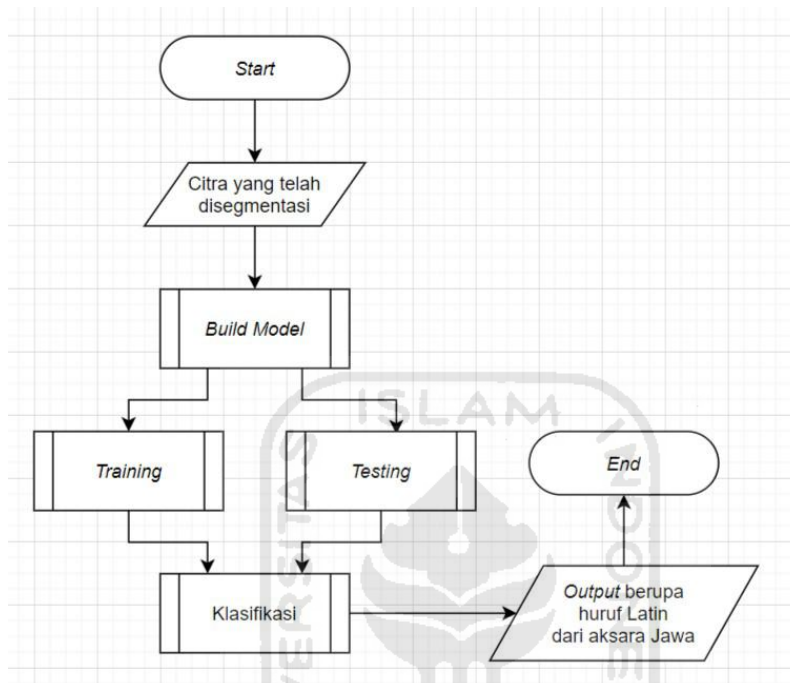 Start
Citra yang telah
disegmentasi
Build Model
ISLAM
Training
Testing
End
Klasifikasi
Output berupa
huruf Latin
dari aksara Jawa